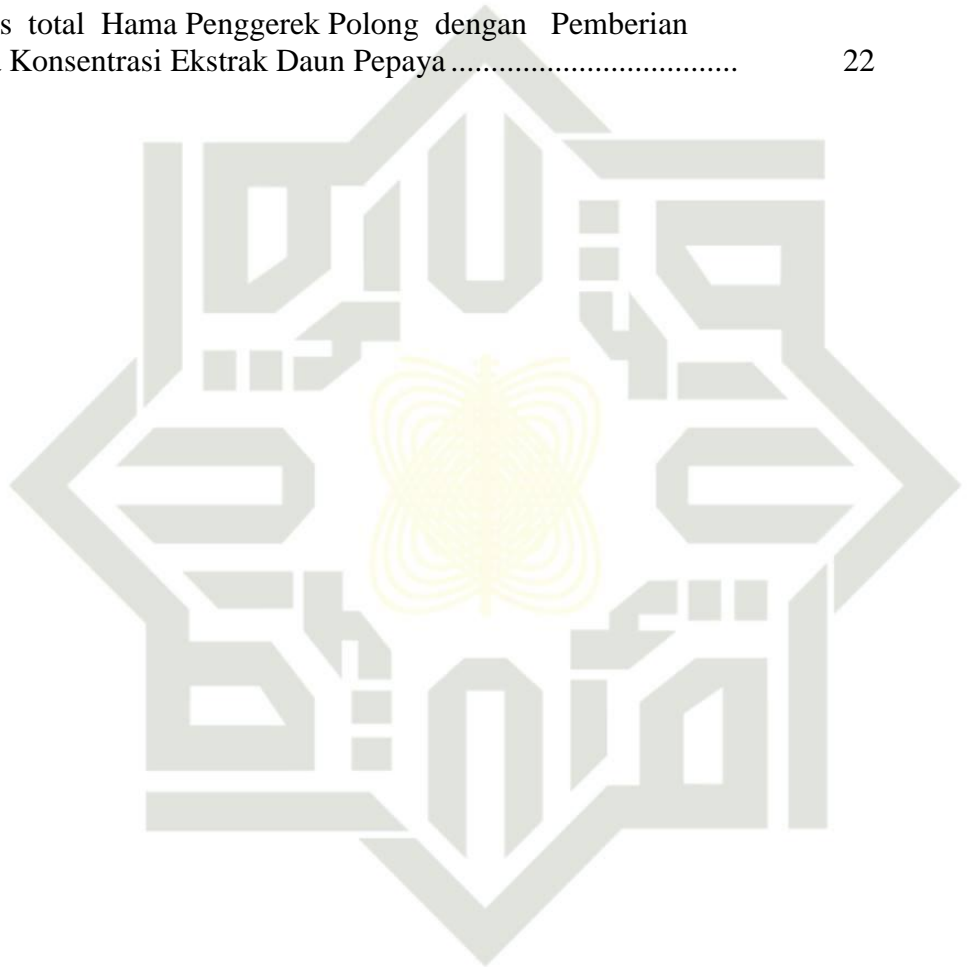 s total Hama Penggerek Polong dengan Pemberian
Konsentrasi Ekstrak Daun Pepaya .................................... 22